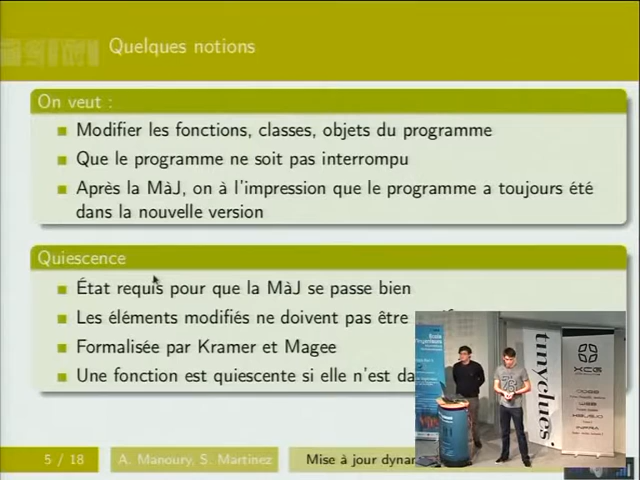 Quelques notions
On veut :
Modifier les fonctions, classes, objets du programme
Que le programme ne soit pas interrompu
Après la MàJ, on à l'impression que le programme a toujours été
dans la nouvelle version
Quiescence
État requis pour que la MàJ se passe bien
Les éléments modifiés ne doivent pas être
Formalisée par Kramer et Magee
Une fonction est quiescente si elle n'est da
5 / 18
A. Manoury, S. Martinez
Mise à jour dynam
tinyclues
XCG